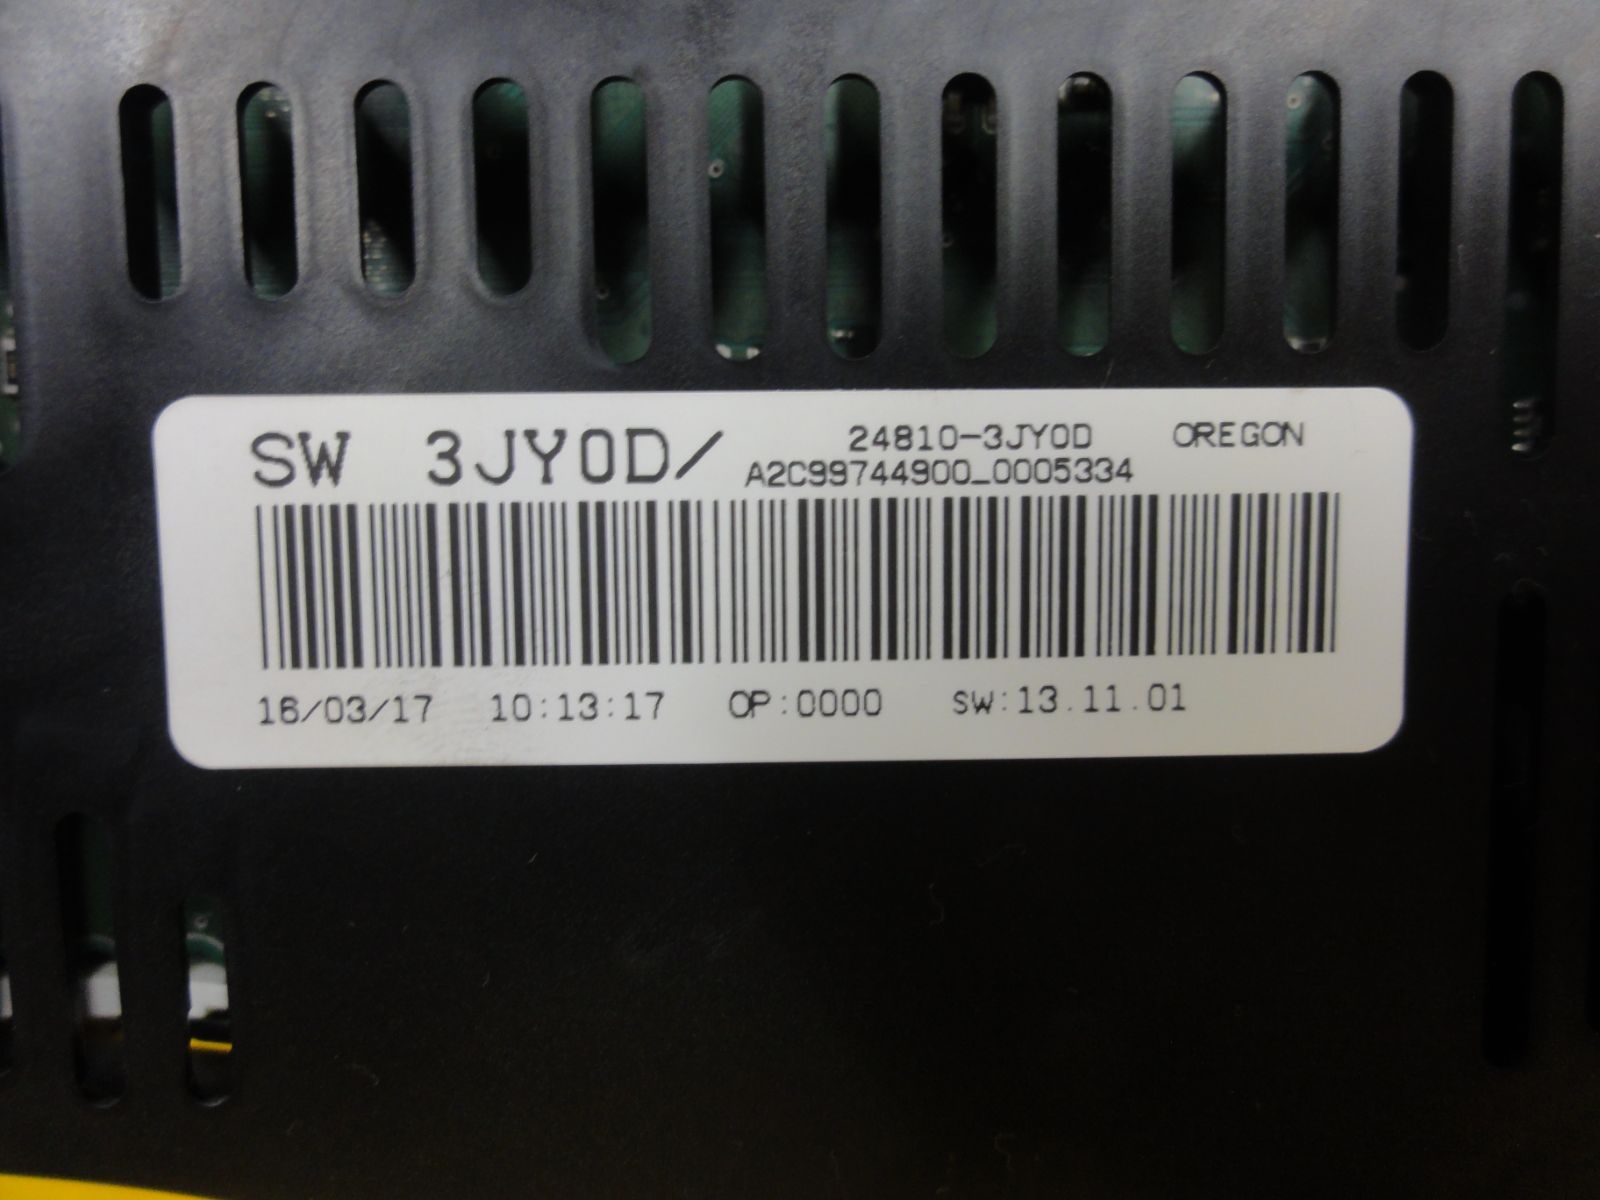 SW 3JY0D/ 24810-3JY0D OREGON
A2C99744900_0005334
16/03/17 10:13:17 OP:0000 SW:13.11.01